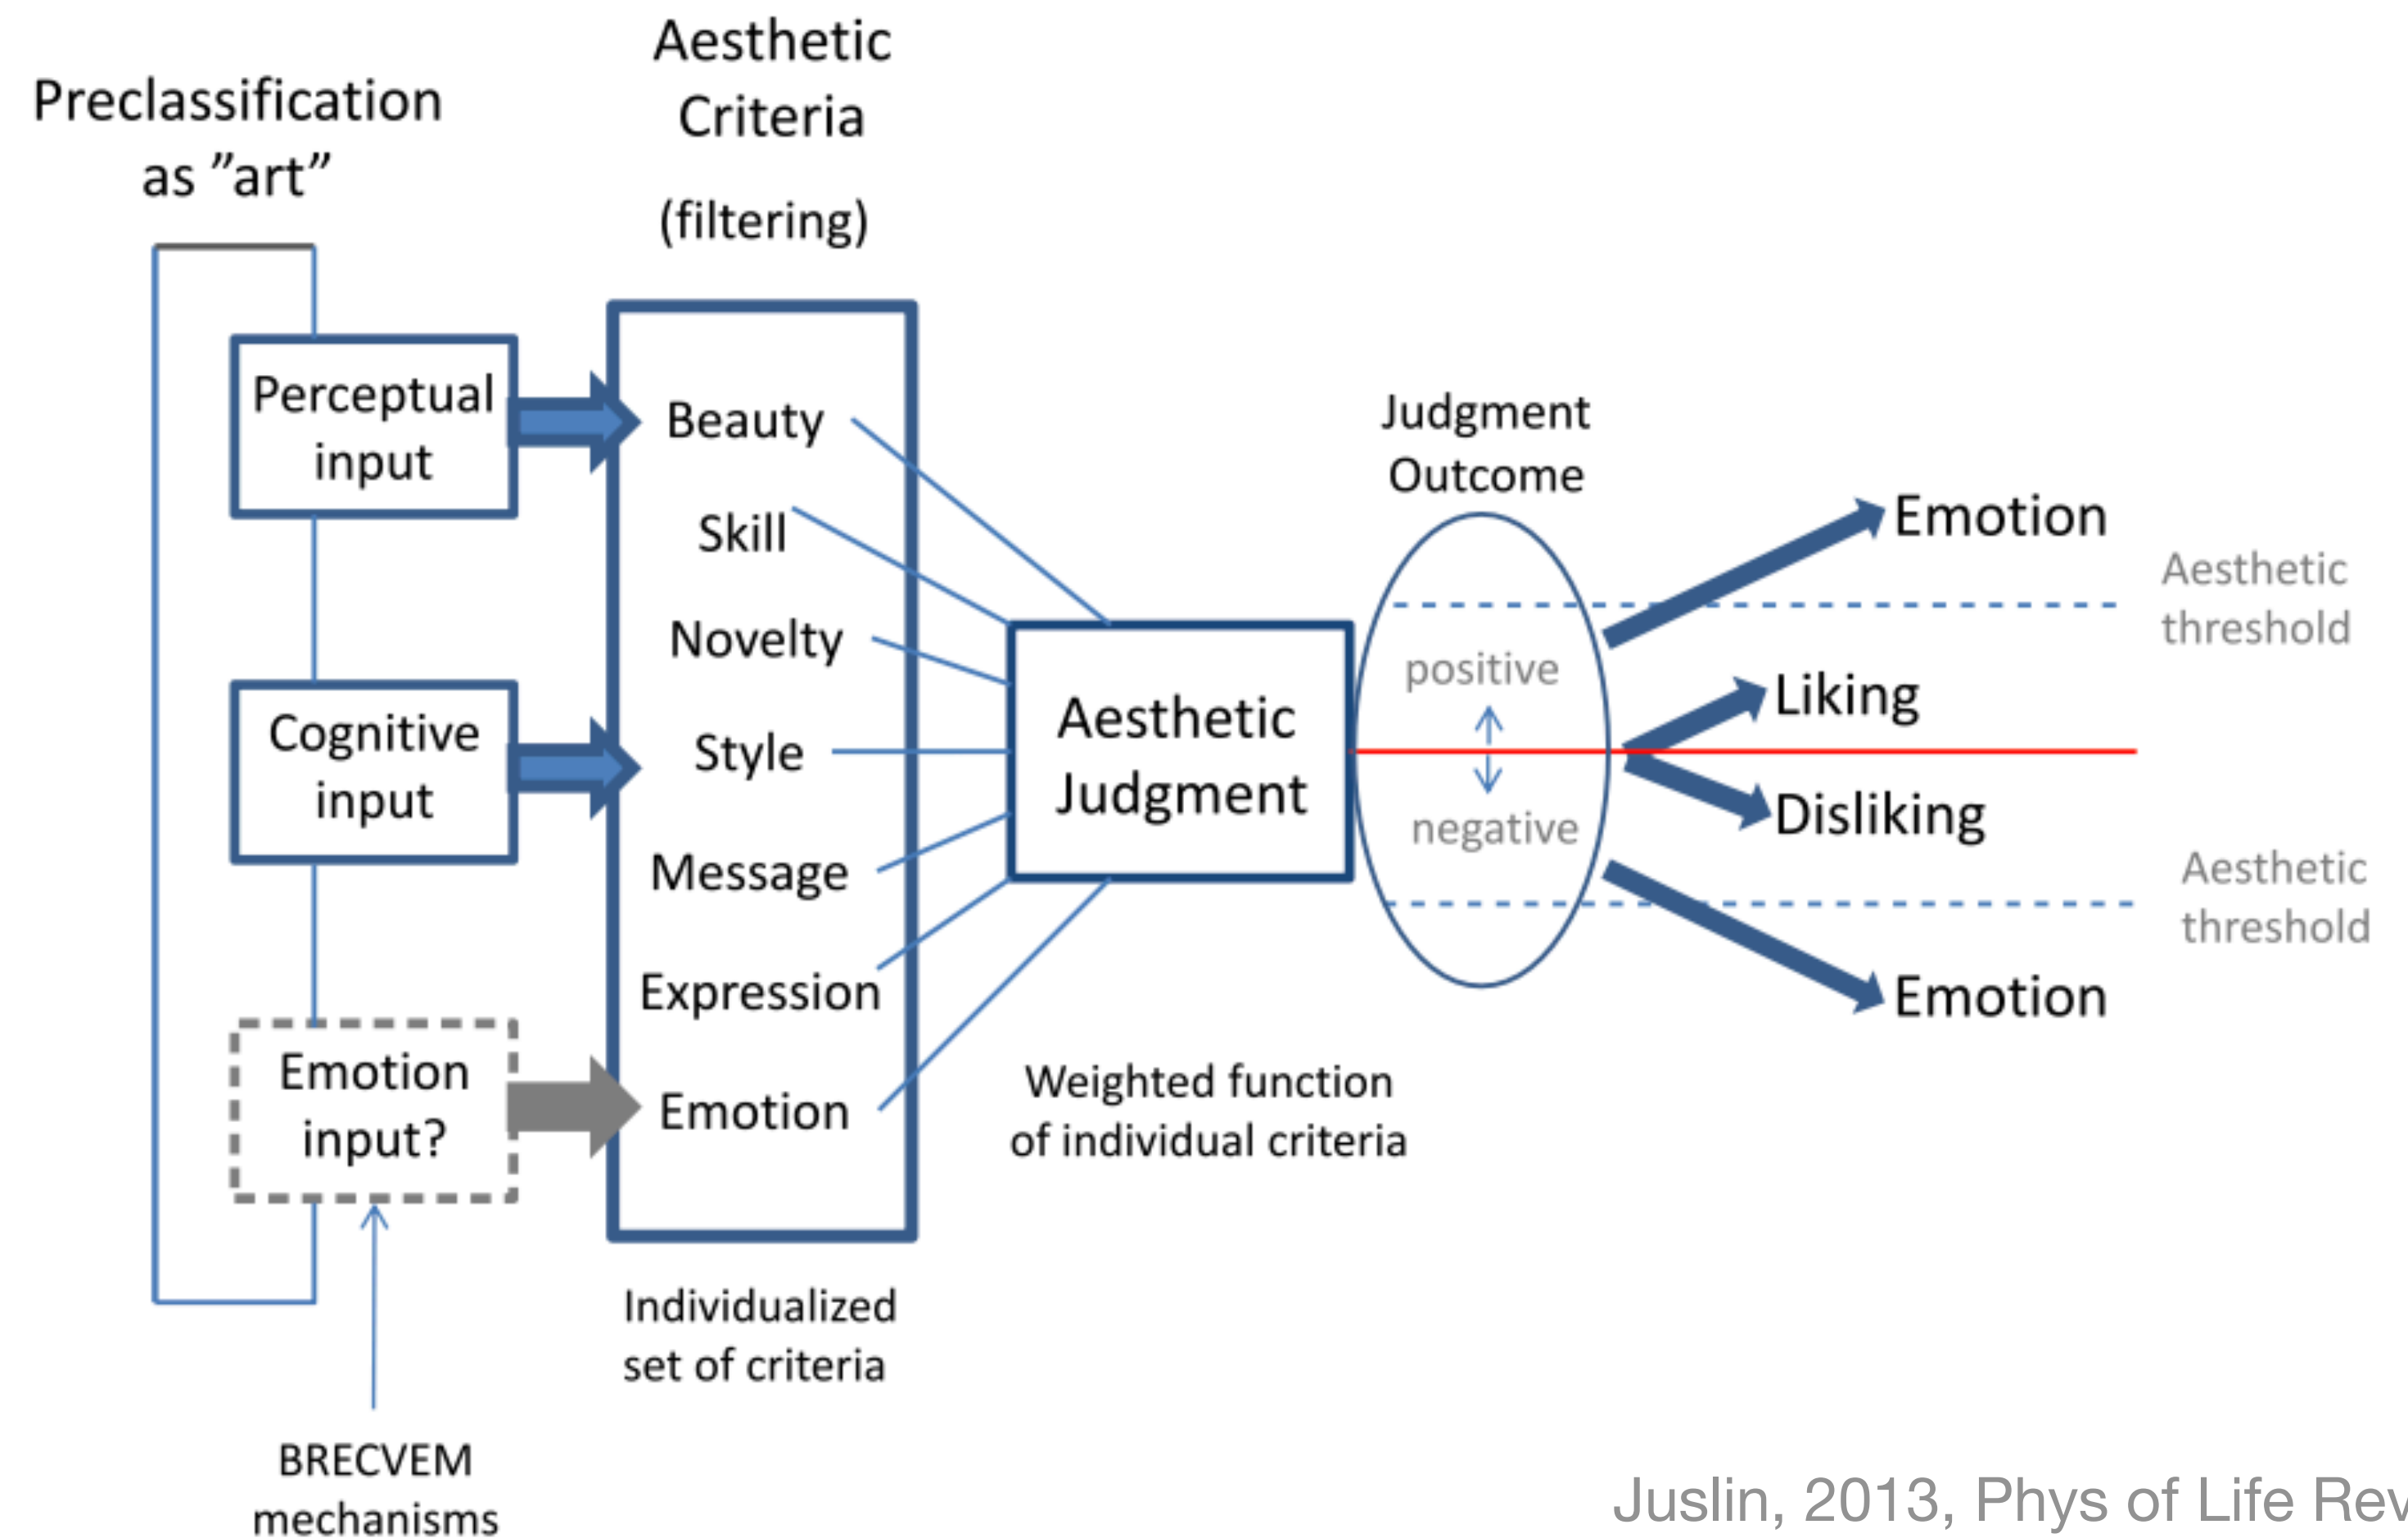 Preclassification
as ”art”
Aesthetic
Criteria
(filtering)
Perceptual
input
Cognitive
input
Emotion
input?
BRECVEM
mechanisms
Beauty
Skill
Novelty
Style
Message
Expression
Emotion
Individualized
set of criteria
Aesthetic
Judgment
Weighted function
of individual criteria
Judgment
Outcome
positive
negative
Emotion
Liking
Disliking
Emotion
Aesthetic
threshold
Aesthetic
threshold
Juslin, 2013, Phys of Life Rev